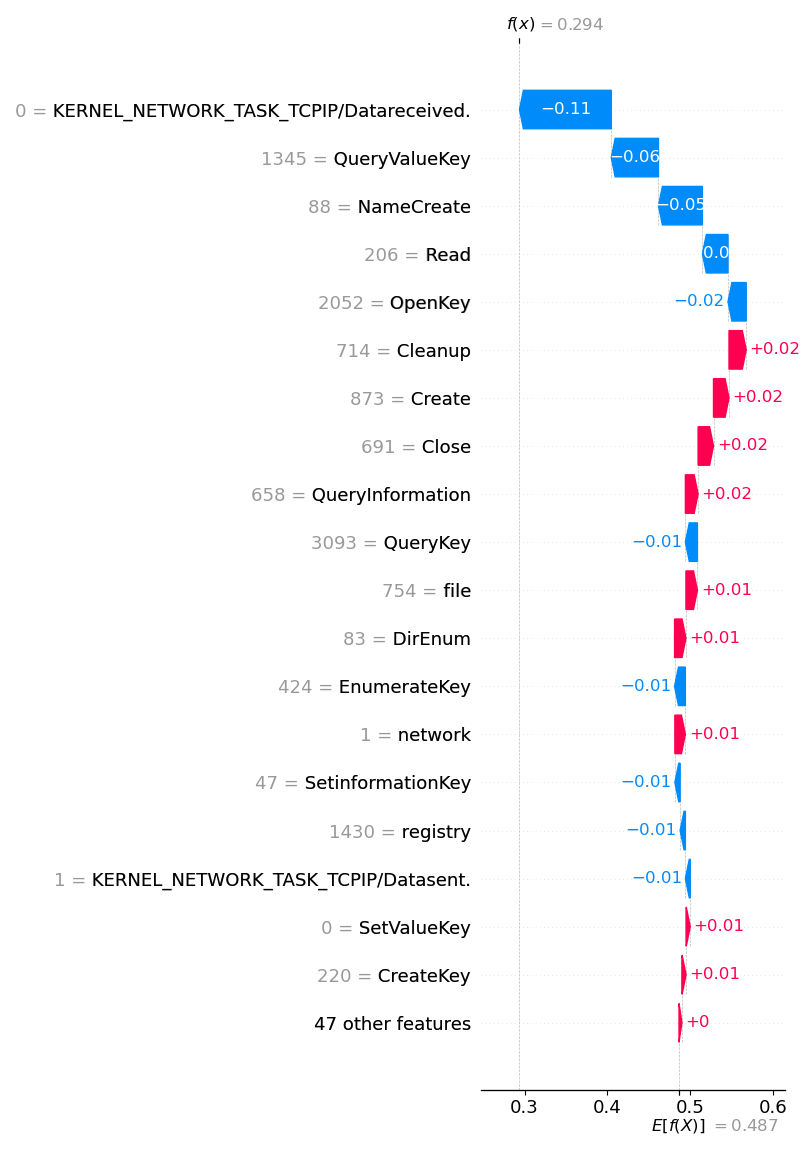 f(x) = 0.294
0 = KERNEL_NETWORK_TASK_TCPIP/Datareceived. −0.11
1345 = QueryValueKey −0.06
88 = NameCreate −0.05
206 = Read 0.0
2052 = OpenKey −0.02
714 = Cleanup +0.02
873 = Create +0.02
691 = Close +0.02
658 = QueryInformation +0.02
3093 = QueryKey −0.01
754 = file +0.01
83 = DirEnum +0.01
424 = EnumerateKey −0.01
1 = network +0.01
47 = SetinformationKey −0.01
1430 = registry −0.01
1 = KERNEL_NETWORK_TASK_TCPIP/Datasent. −0.01
0 = SetValueKey +0.01
220 = CreateKey +0.01
47 other features +0
0.3 0.4 0.5 0.6
E[f(X)] = 0.487